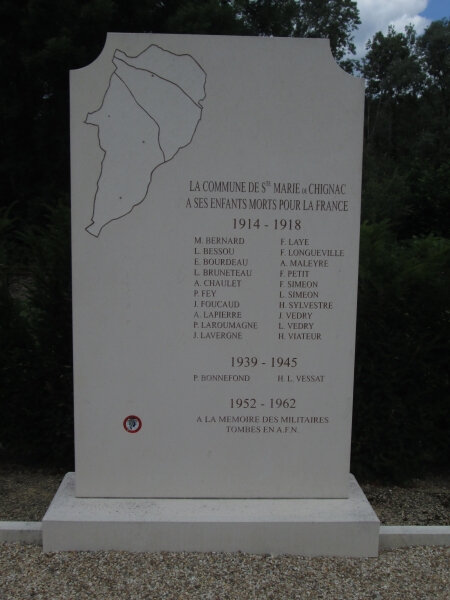 LA COMMUNE DE STE MARIE DE CHIGNAC
A SES ENFANTS MORTS POUR LA FRANCE
1914 - 1918
M. BERNARD F. LAYE
L. BESSOU F. LONGUEVILLE
E. BOURDEAU A. MALEYRE
L. BRUNETEAU F. PETIT
A. CHAULET F. SIMEON
P. FEY L. SIMEON
J. FOUCAUD H. SYLVESTRE
A. LAPIERRE J. VEDRY
P. LAROUMAGNE L. VEDRY
J. LAVERGNE H. VIATEUR
1939 - 1945
P. BONNEFOND H. L. VESSAT
1952 - 1962
A LA MEMOIRE DES MILITAIRES
TOMBES EN A.F.N.